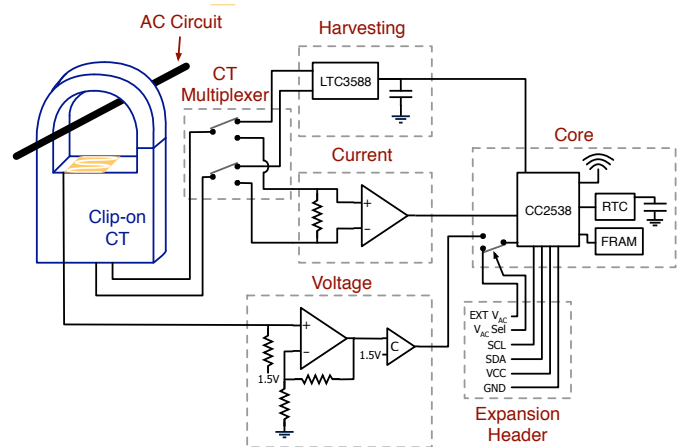 AC Circuit
Harvesting
CT
Multiplexer
LTC3588
Core
Current
+
−
CC2538
RTC
FRAM
Clip-on
CT
Voltage
+
−
1.5V
C
1.5V
EXT VAC
VAC Sel
SCL
SDA
VCC
GND
Expansion
Header